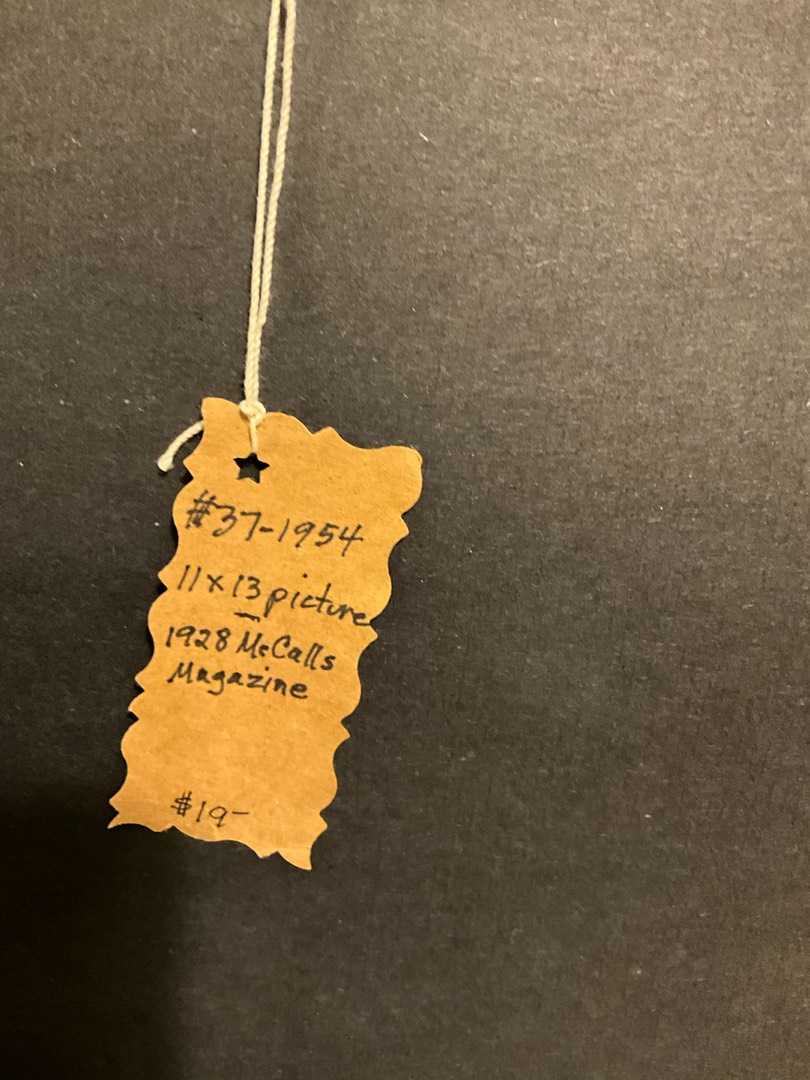 #37-1954
11x13 picture
1928 McCalls
Magazine
$19-